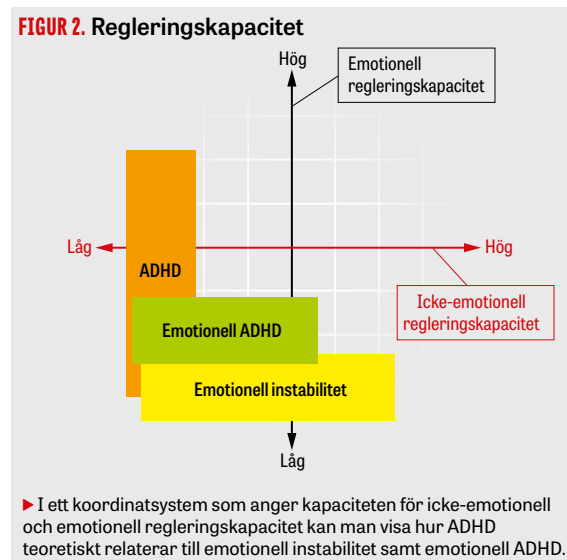 FIGUR 2. Regleringskapacitet
Hög
Emotionell
regleringskapacitet
Låg
Hög
ADHD
Icke-emotionell
regleringskapacitet
Emotionell ADHD
Emotionell instabilitet
Låg
▶ I ett koordinatsystem som anger kapaciteten för icke-emotionell
och emotionell regleringskapacitet kan man visa hur ADHD
teoretiskt relaterar till emotionell instabilitet samt emotionell ADHD.